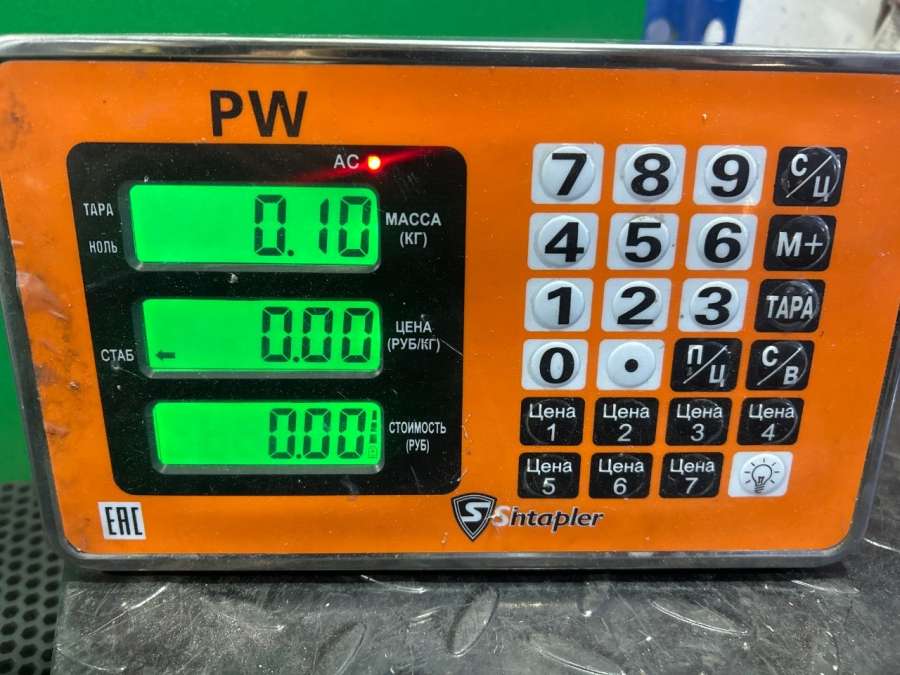 PW
AC
ТАРА
НОЛЬ
0.10
МАССА
(КГ)
СТАБ
0.00
ЦЕНА
(РУБ/КГ)
0.00
СТОИМОСТЬ
(РУБ)
7 8 9 С/Ц
4 5 6 М+
1 2 3 ТАРА
0 . П/Ц С/В
Цена 1
Цена 2
Цена 3
Цена 4
Цена 5
Цена 6
Цена 7
EAC
S Shtapler